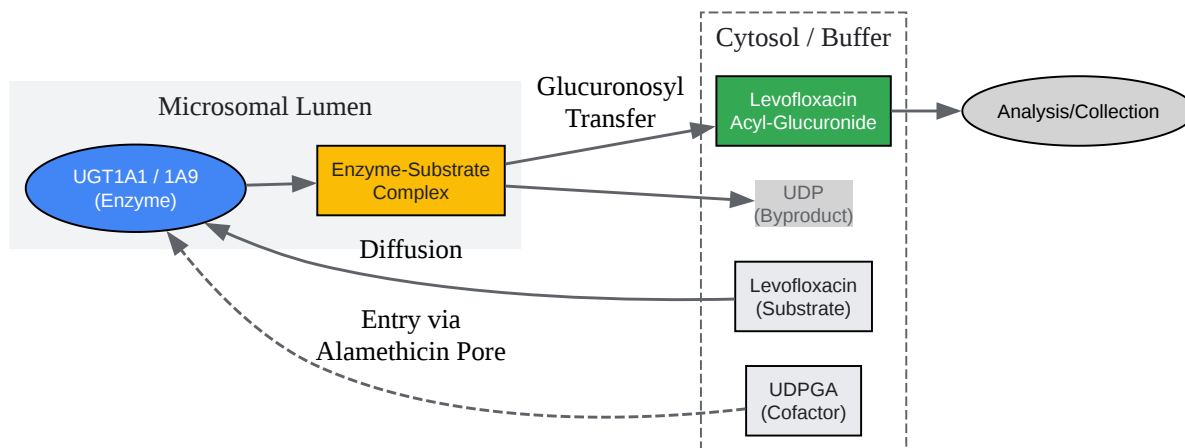 Cytosol / Buffer
Microsomal Lumen
Glucuronosyl
Transfer
Levofloxacin
Acyl-Glucuronide
Analysis/Collection
UGT1A1 / 1A9
(Enzyme)
Enzyme-Substrate
Complex
UDP
(Byproduct)
Diffusion
Levofloxacin
(Substrate)
Entry via
Alamethicin Pore
UDPGA
(Cofactor)